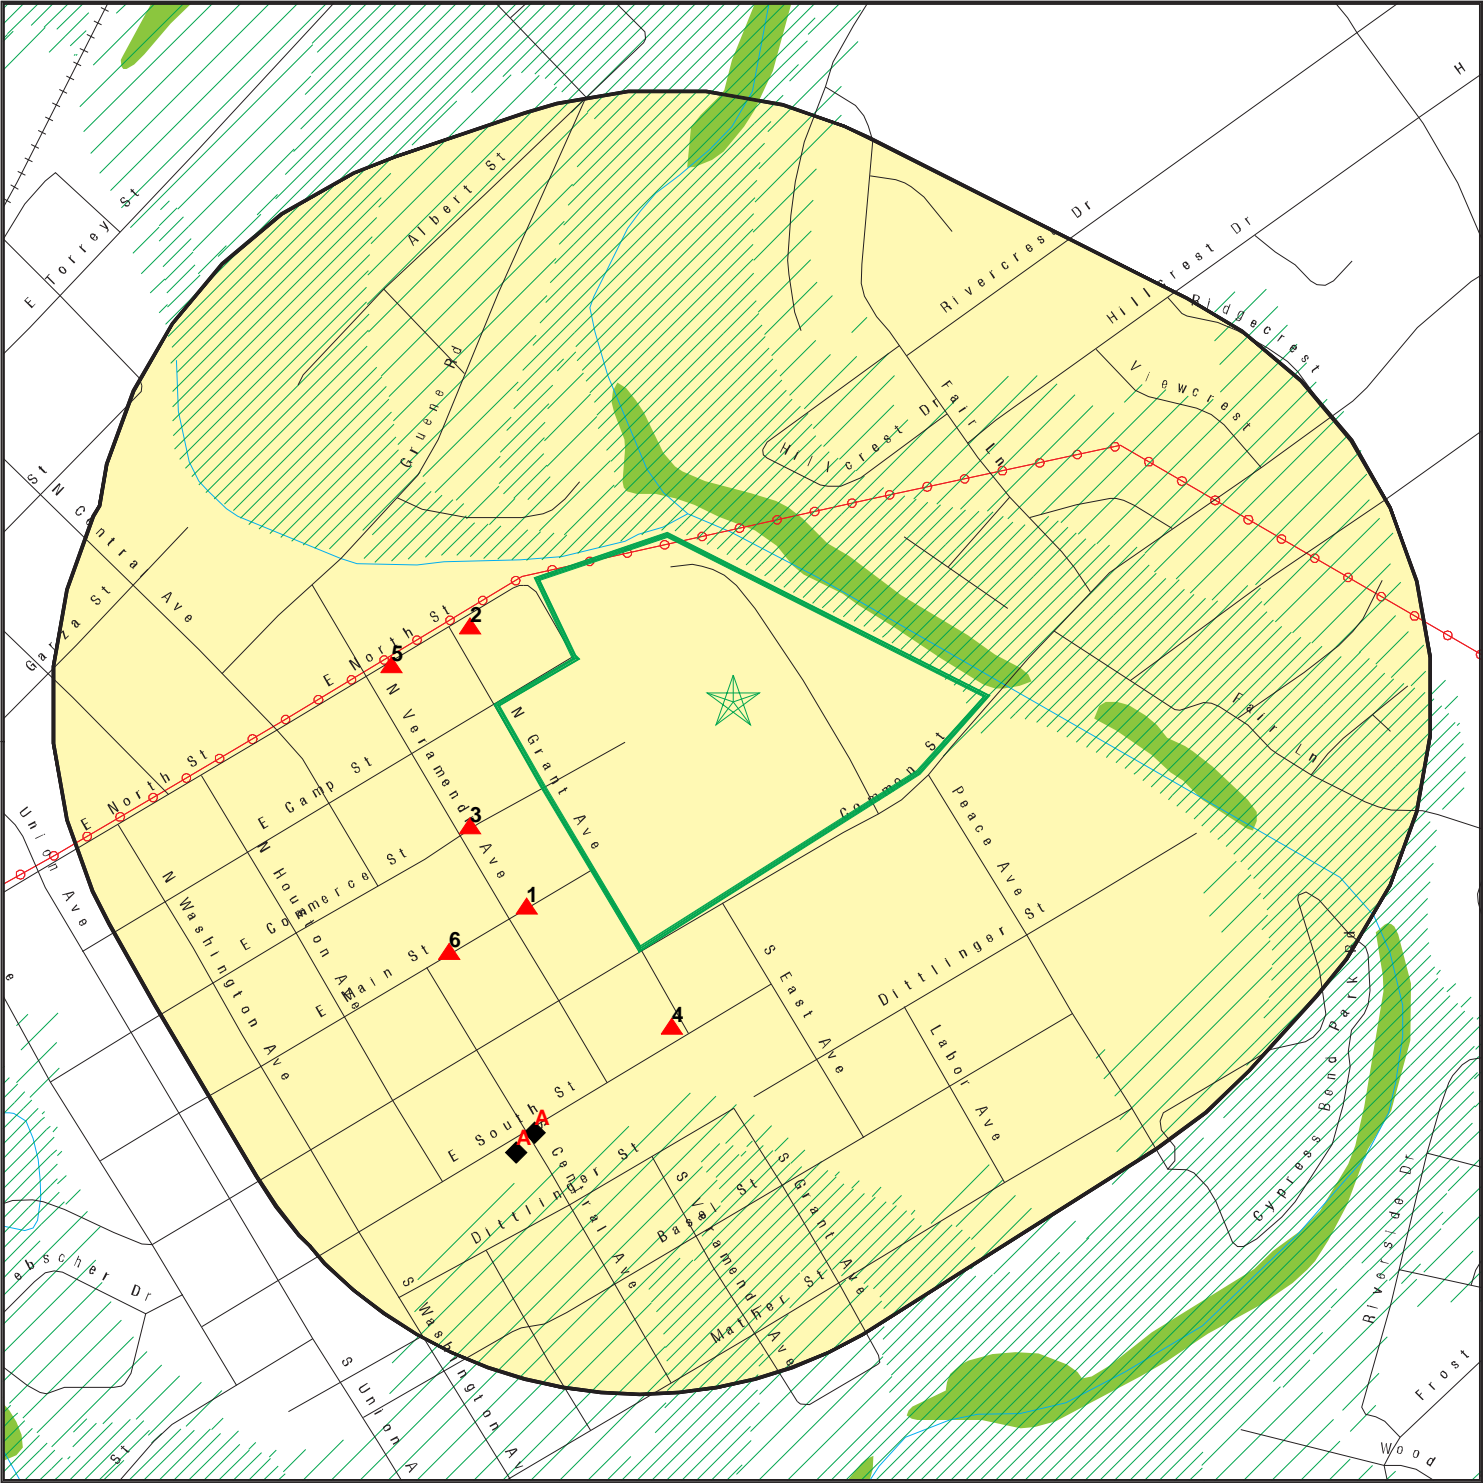 H
Albert St
E Torrey St
Rivercrest Dr
Hillcrest Dr
Ridgecrest
Gruene Rd
Viewcrest
Hillcrest Dr
Fair Ln
St
N Central Ave
Garza St
E North St
2
5
N Veramendi Ave
N Grant Ave
Common St
Fair Ln
E North St
E Camp St
Union Ave
3
Peace Ave
E Commerce St
N Houston Ave
N Washington Ave
1
6
E Main St
4
S East Ave
Dittlinger St
Labor Ave
Cypress Bend Park Rd
e
E South St
A
A
S Central Ave
Dittlinger St
S Veramendi Ave
Basel St
S Grant Ave
Mather St
S Washington Av
S Union A
ebscher Dr
Riverside Dr
Frost
Wood
St